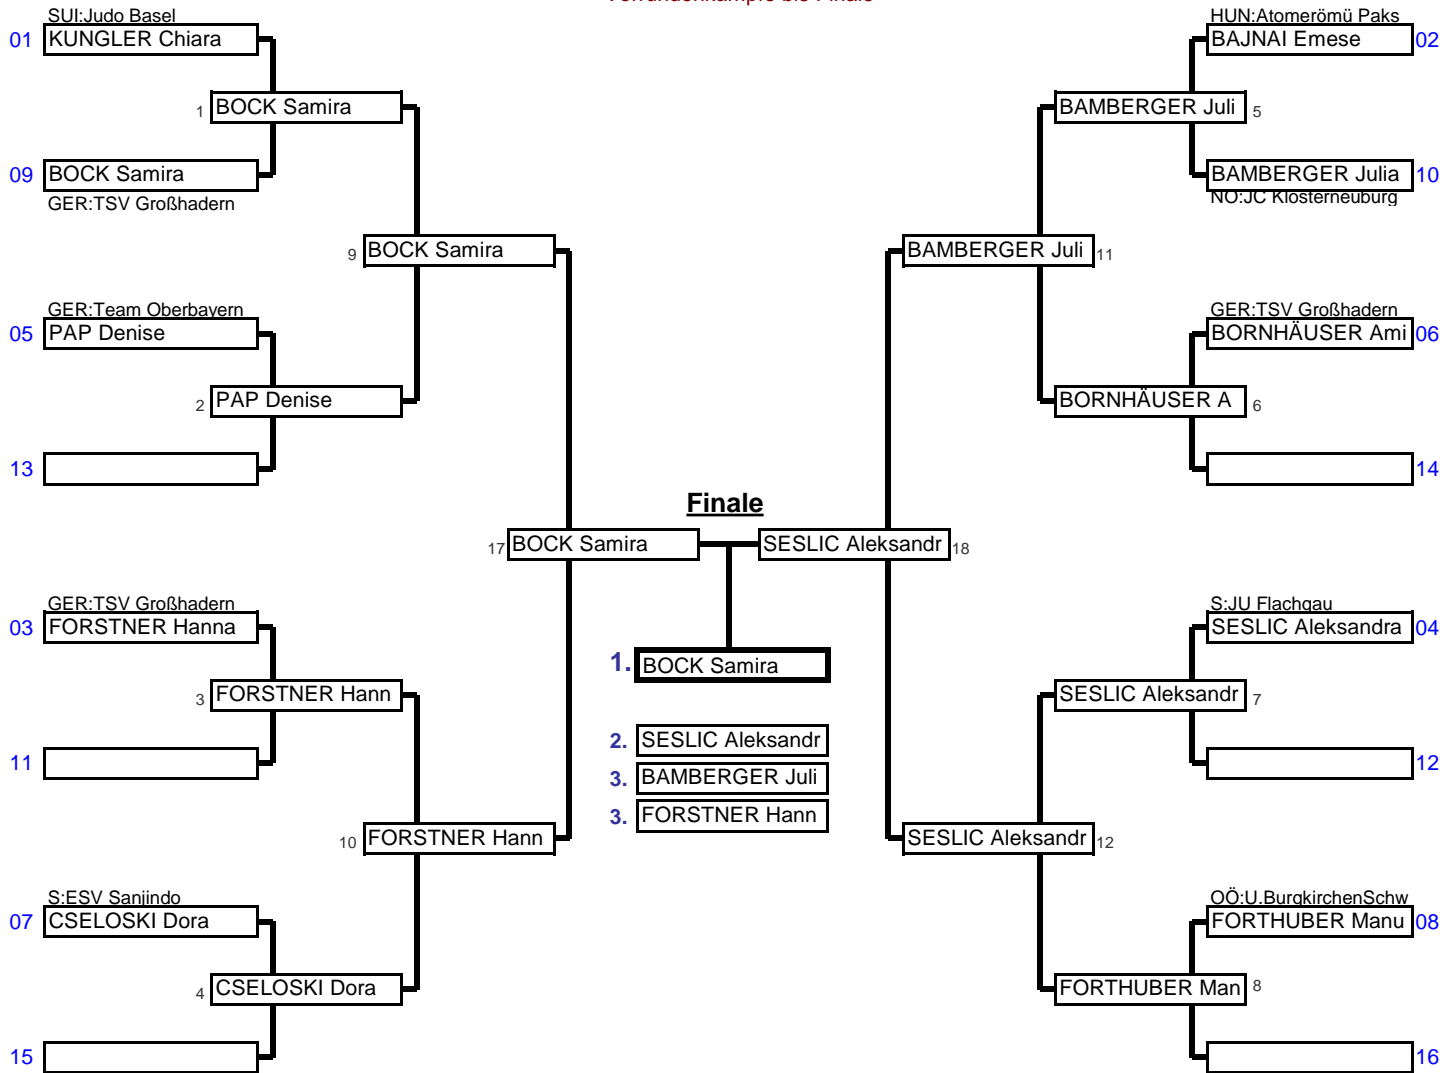 SUI:Judo Basel
01 KUNGLER Chiara
1 BOCK Samira
09 BOCK Samira
GER:TSV Großhadern
9 BOCK Samira
GER:Team Oberbayern
05 PAP Denise
2 PAP Denise
13
17 BOCK Samira
GER:TSV Großhadern
03 FORSTNER Hanna
3 FORSTNER Hann
11
10 FORSTNER Hann
S:ESV Sanjindo
07 CSELOSKI Dora
4 CSELOSKI Dora
15
Finale
1. BOCK Samira
2. SESLIC Aleksandr
3. BAMBERGER Juli
3. FORSTNER Hann
HUN:Atomerömü Paks
BAJNAI Emese 02
BAMBERGER Juli 5
BAMBERGER Julia 10
NÖ:JC Klosterneuburg
BAMBERGER Juli 11
GER:TSV Großhadern
BORNHÄUSER Ami 06
BORNHÄUSER A 6
14
SESLIC Aleksandr 18
S:JU Flachgau
SESLIC Aleksandra 04
SESLIC Aleksandr 7
12
SESLIC Aleksandr 12
OÖ:U.BurgkirchenSchw
FORTHUBER Manu 08
FORTHUBER Man 8
16